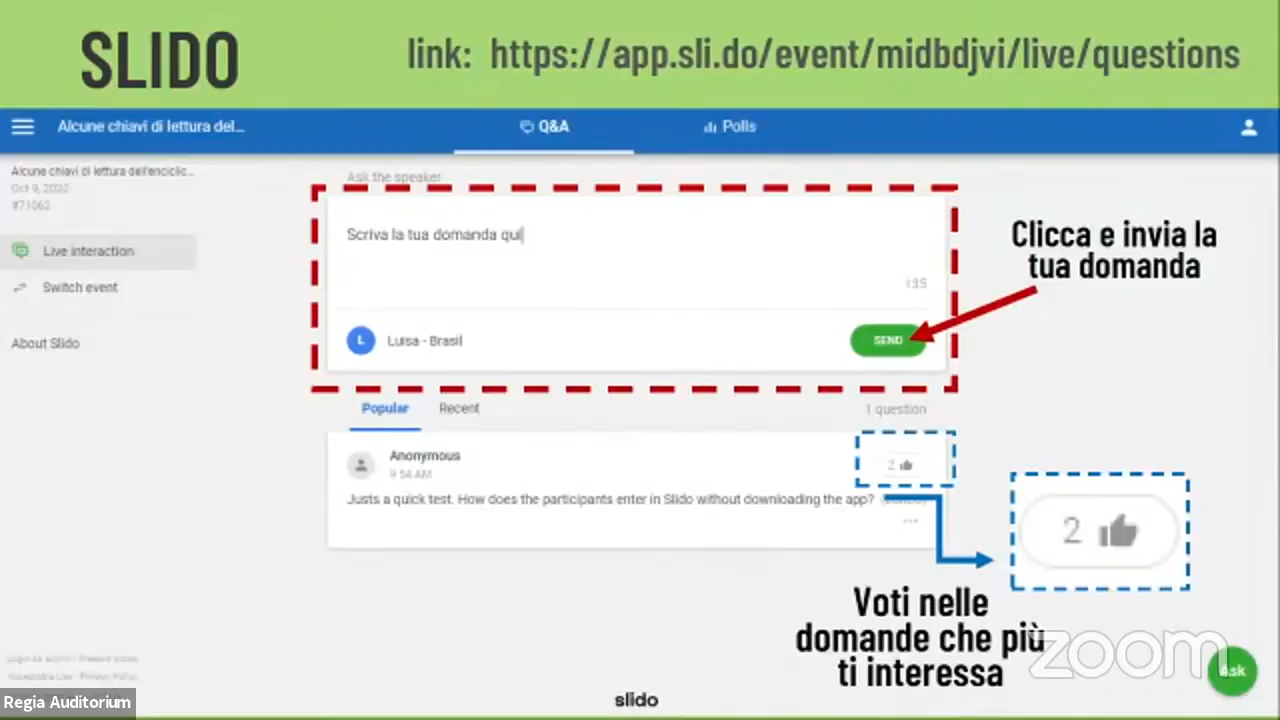 SLIDO
link: https://app.sli.do/event/midbdjvi/live/questions
Alcune chiavi di lettura del...
Q&A
Polls
Alcune chiavi di lettura dell'enciclic...
Oct 9, 2020
#71062
Live interaction
Switch event
About Slido
Ask the speaker
Scriva la tua domanda qui
135
L
Luisa - Brasil
SEND
Clicca e invia la
tua domanda
Popular
Recent
1 question
Anonymous
9:54 AM
2
Justs a quick test. How does the participants enter in Slido without downloading the app?
2
Voti nelle
domande che più
ti interessa
zoom
Ask
slido
Regia Auditorium